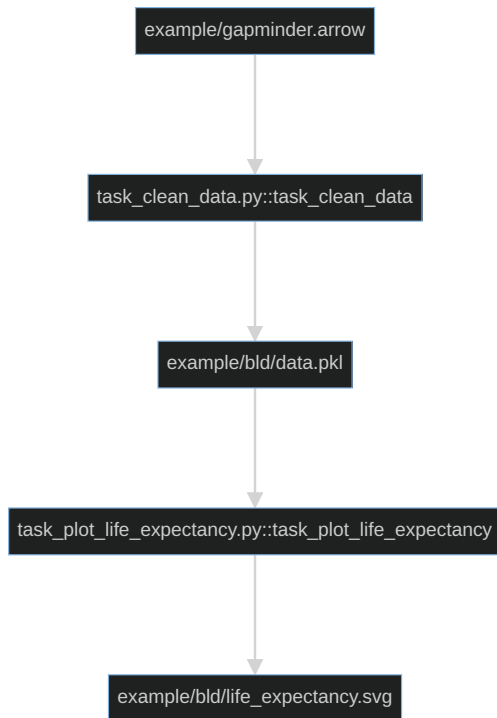 example/gapminder.arrow
task_clean_data.py::task_clean_data
example/bld/data.pkl
task_plot_life_expectancy.py::task_plot_life_expectancy
example/bld/life_expectancy.svg